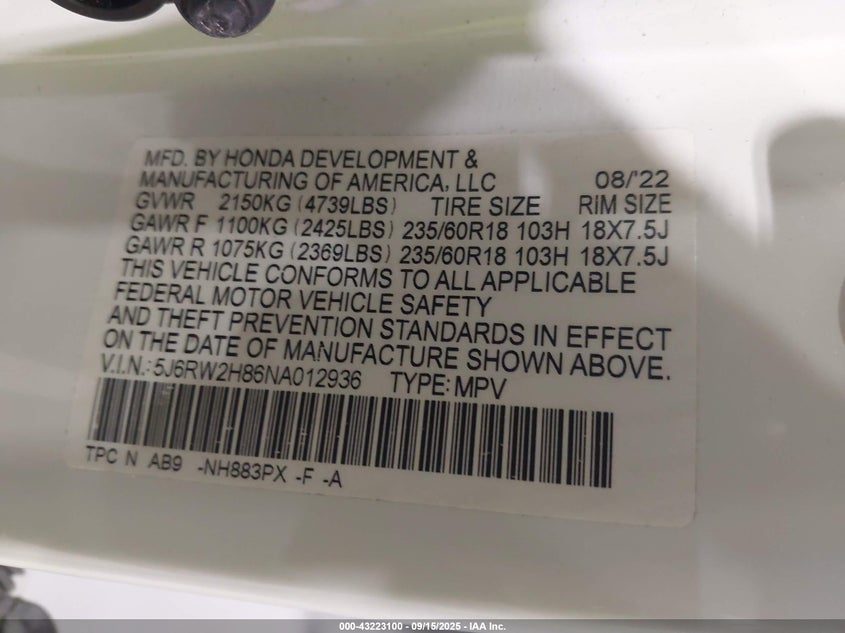 MFD. BY HONDA DEVELOPMENT &
MANUFACTURING OF AMERICA, LLC 08/'22
GVWR 2150KG (4739LBS) TIRE SIZE RIM SIZE
GAWR F 1100KG (2425LBS) 235/60R18 103H 18X7.5J
GAWR R 1075KG (2369LBS) 235/60R18 103H 18X7.5J
THIS VEHICLE CONFORMS TO ALL APPLICABLE
FEDERAL MOTOR VEHICLE SAFETY
AND THEFT PREVENTION STANDARDS IN EFFECT
ON THE DATE OF MANUFACTURE SHOWN ABOVE.
V.I.N.: 5J6RW2H86NA012936 TYPE: MPV
TPC N AB9 -NH883PX -F -A
000-43223100 - 09/15/2025 - IAA Inc.